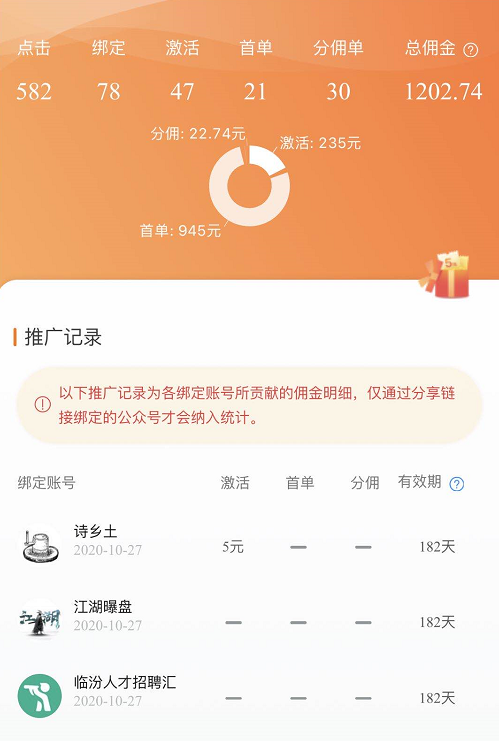 点击 绑定 激活 首单 分佣单 总佣金 ?
582 78 47 21 30 1202.74
分佣: 22.74元
激活: 235元
首单: 945元
推广记录
以下推广记录为各绑定账号所贡献的佣金明细，仅通过分享链
接绑定的公众号才会纳入统计。
绑定账号 激活 首单 分佣 有效期 ?
诗乡土
2020-10-27
5元 — — 182天
江湖曝盘
2020-10-27
— — — 182天
临汾人才招聘汇
2020-10-27
— — — 182天